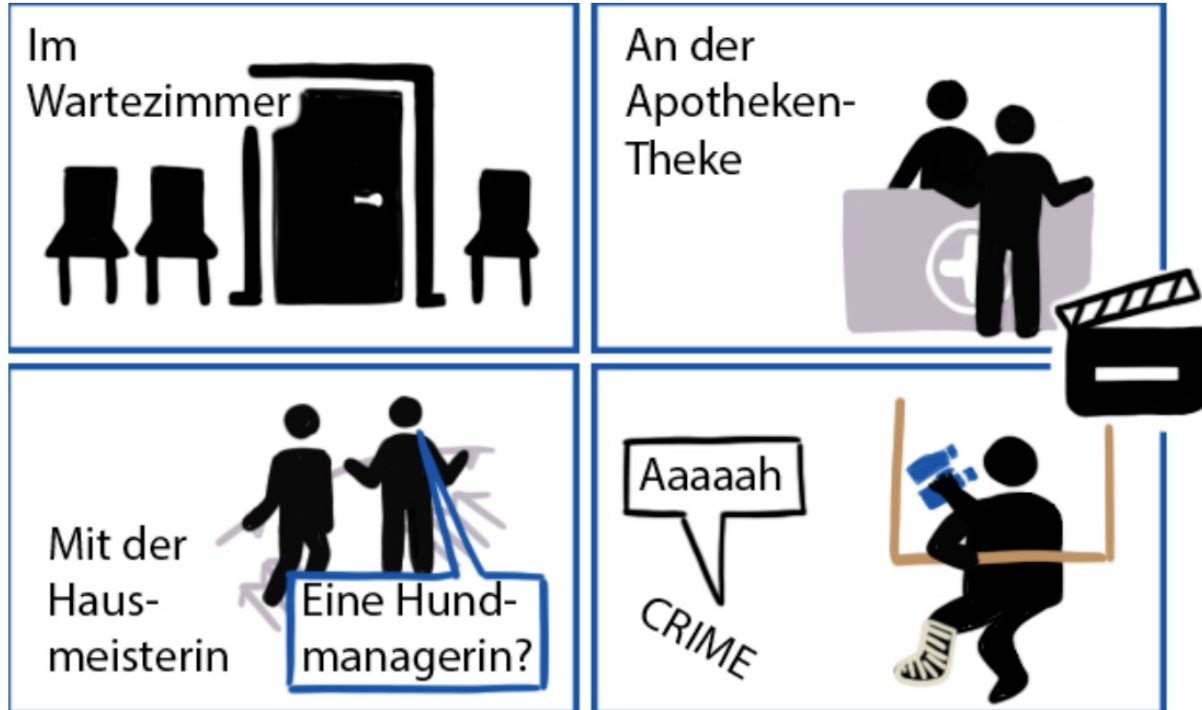 Im
Wartezimmer
An der
Apotheken-
Theke
Mit der
Haus-
meisterin
Eine Hund-
managerin?
Aaaaah
CRIME